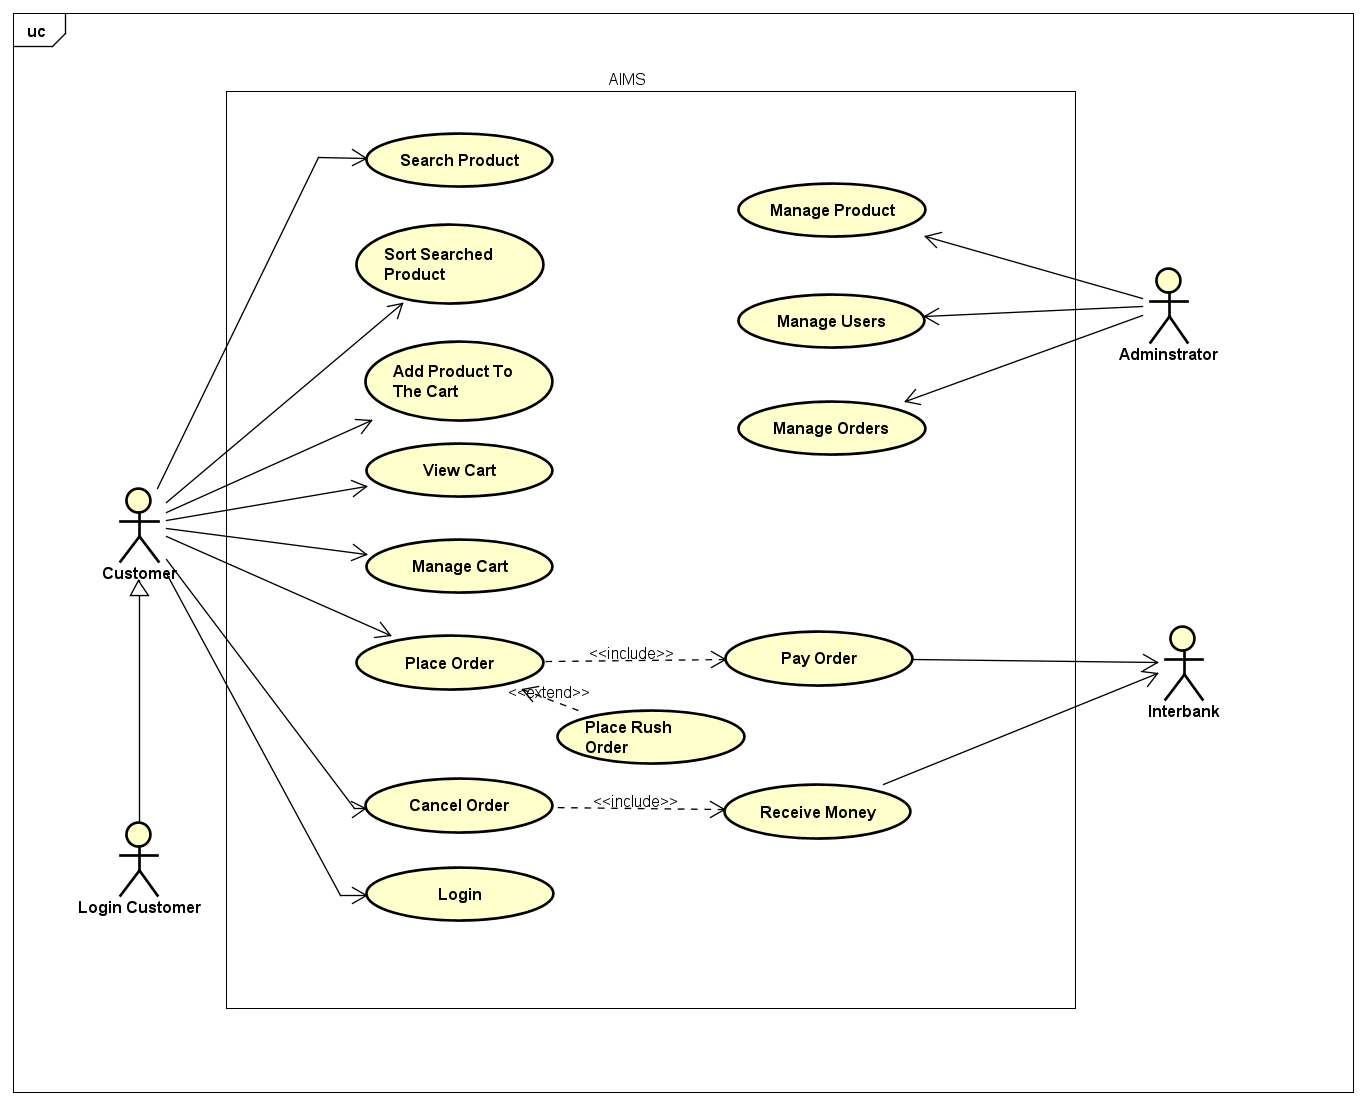 uc
AIMS
Search Product
Manage Product
Sort Searched
Product
Manage Users
Adminstrator
Add Product To
The Cart
Manage Orders
View Cart
Customer
Manage Cart
Place Order
<<include>>
Pay Order
<<extend>>
Interbank
Place Rush
Order
Cancel Order
<<include>>
Receive Money
Login
Login Customer